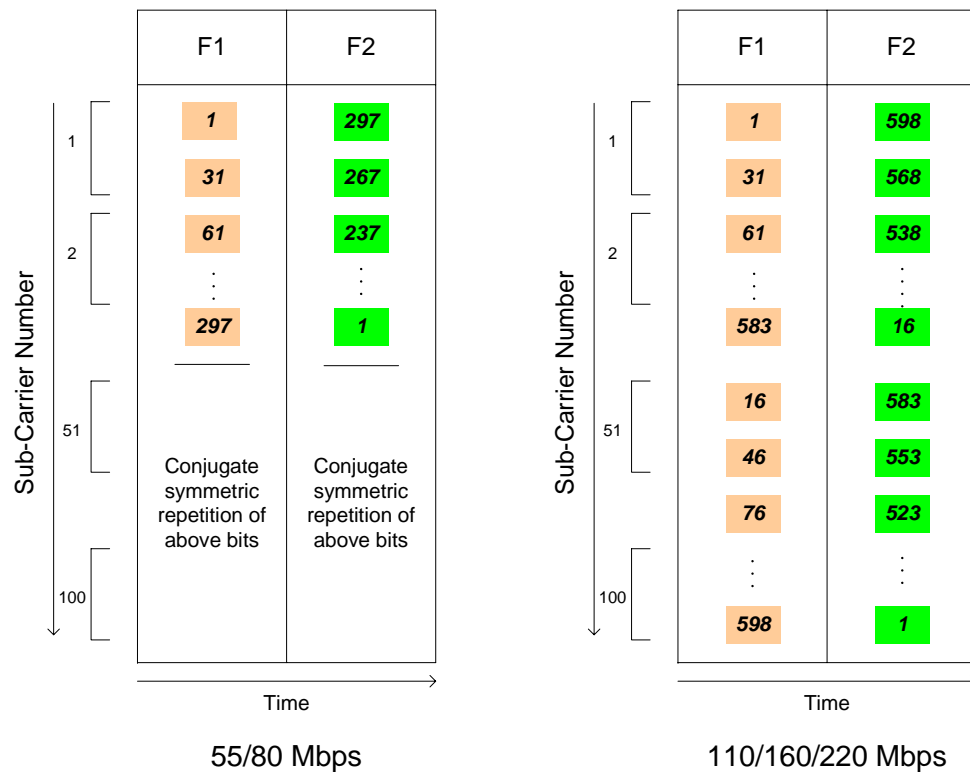 F1 F2
1 297
1
31 267
61 237
2
297 1
51
Conjugate symmetric repetition of above bits
Conjugate symmetric repetition of above bits
100
Sub-Carrier Number
Time
55/80 Mbps
F1 F2
1 598
1
31 568
61 538
2
583 16
16 583
51
46 553
76 523
100
598 1
Sub-Carrier Number
Time
110/160/220 Mbps